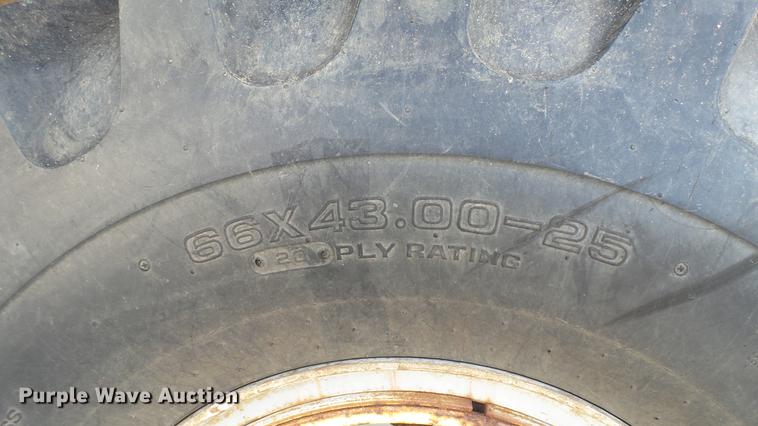 66X43.00-25
20 PLY RATING
Purple Wave Auction